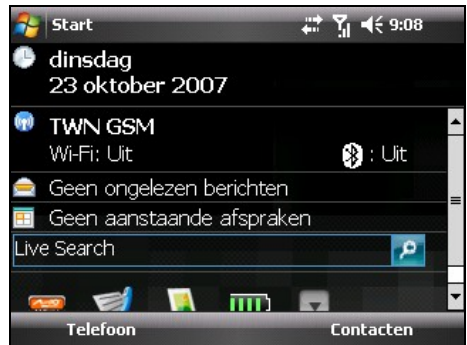 Start 9:08
dinsdag
23 oktober 2007
TWN GSM
Wi-Fi: Uit : Uit
Geen ongelezen berichten
Geen aanstaande afspraken
Live Search
Telefoon Contacten